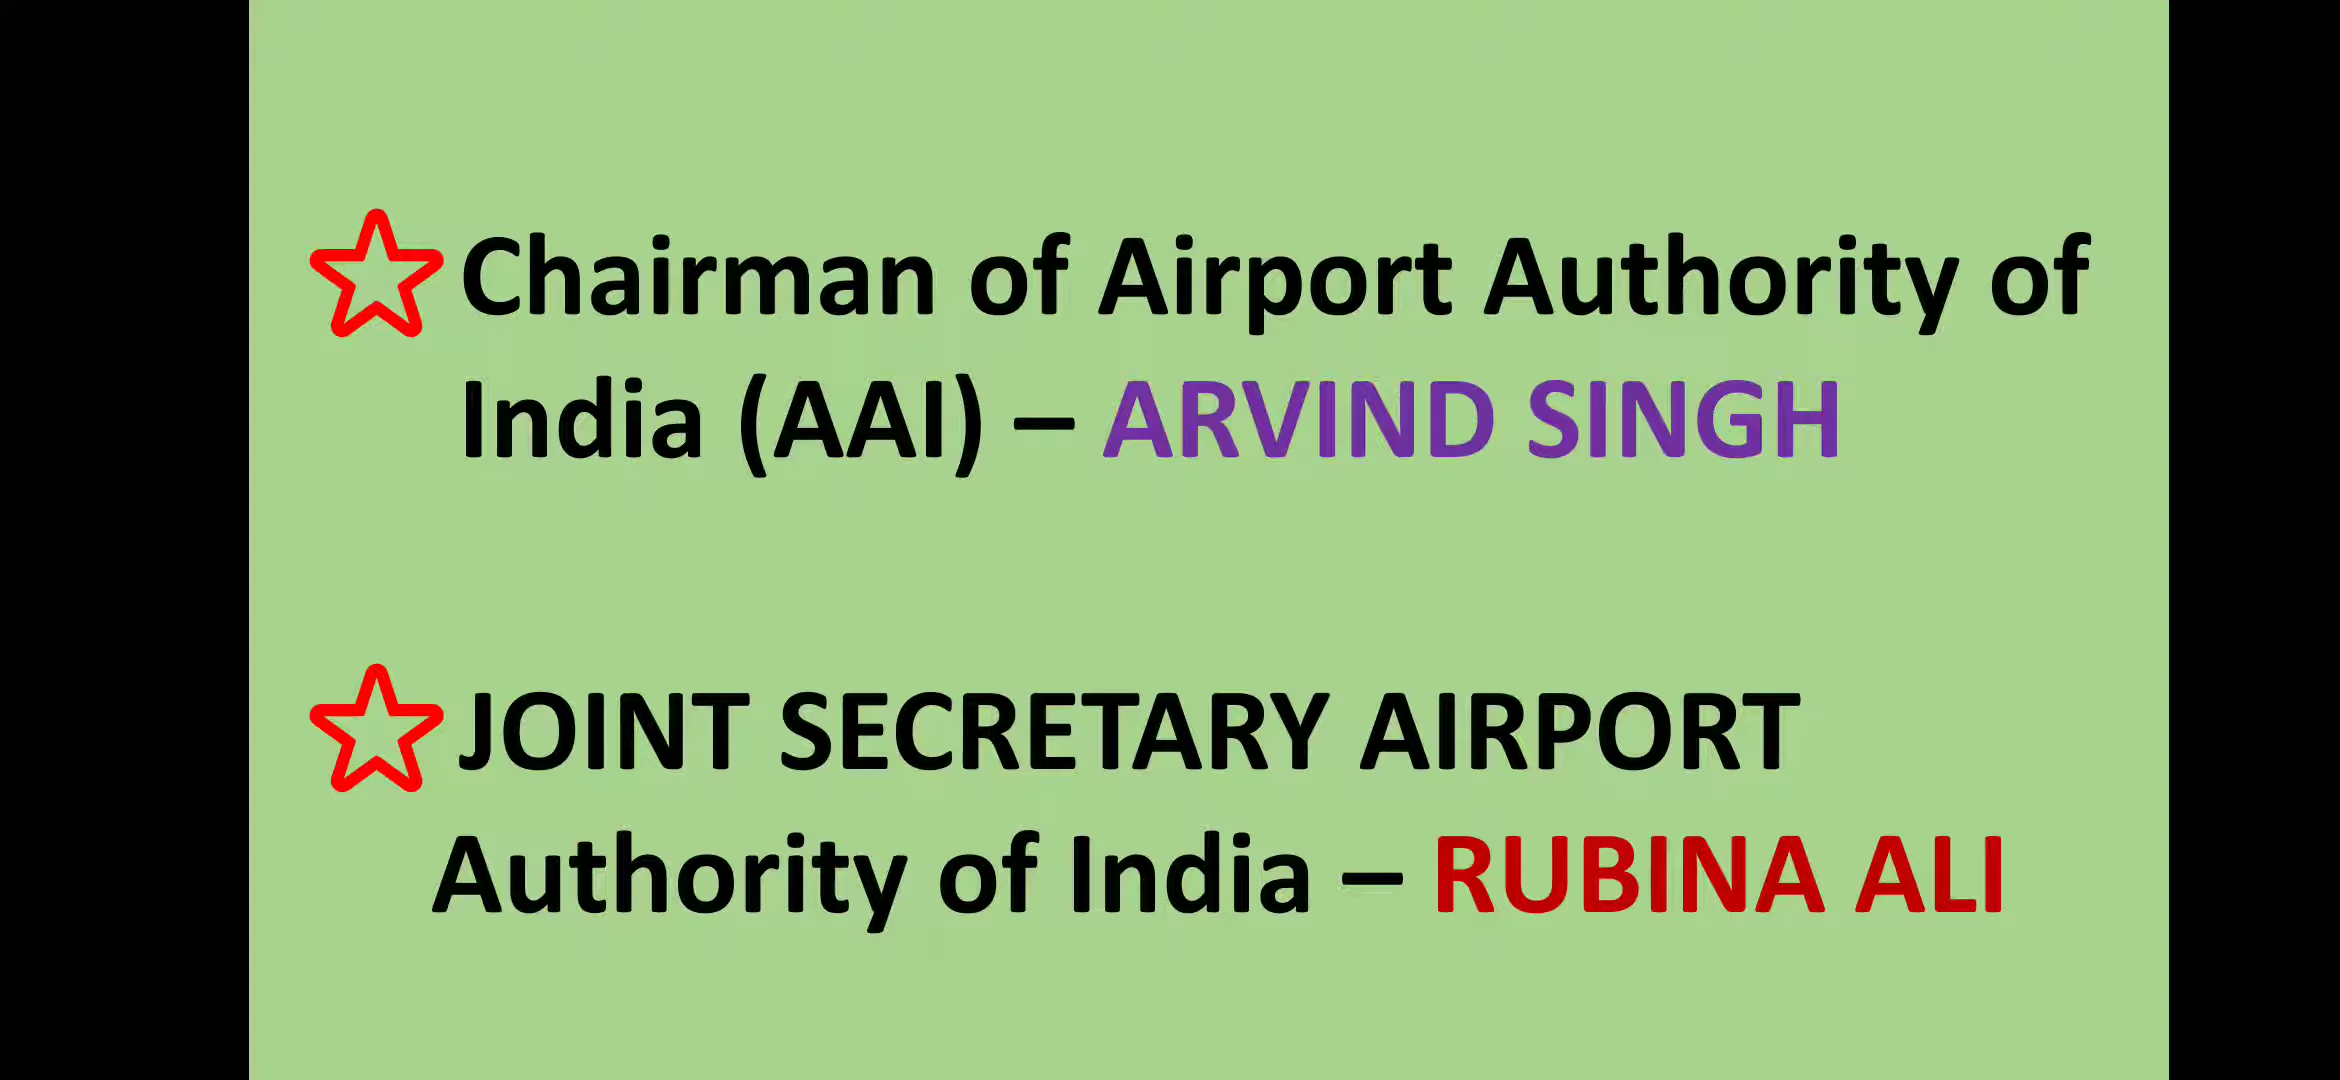 Chairman of Airport Authority of
India (AAI) – ARVIND SINGH
JOINT SECRETARY AIRPORT
Authority of India – RUBINA ALI